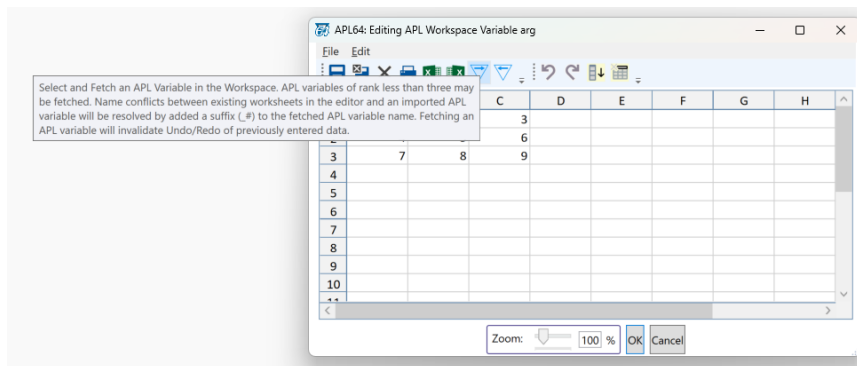 APL64: Editing APL Workspace Variable arg
File Edit
Select and Fetch an APL Variable in the Workspace. APL variables of rank less than three may
be fetched. Name conflicts between existing worksheets in the editor and an imported APL
variable will be resolved by added a suffix (_#) to the fetched APL variable name. Fetching an
APL variable will invalidate Undo/Redo of previously entered data.
C D E F G H
3
6
3 7 8 9
4
5
6
7
8
9
10
Zoom: 100 % OK Cancel